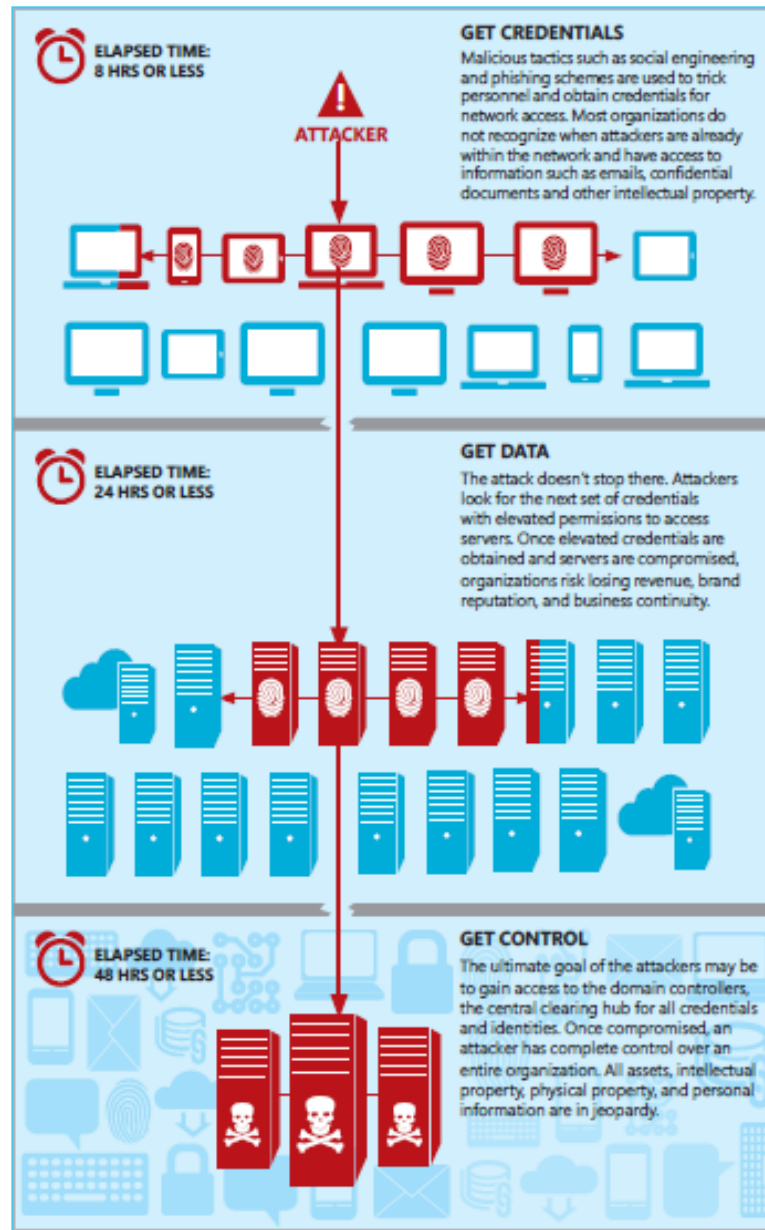 ELAPSED TIME:
8 HRS OR LESS
GET CREDENTIALS
Malicious tactics such as social engineering
and phishing schemes are used to trick
personnel and obtain credentials for
network access. Most organizations do
not recognize when attackers are already
within the network and have access to
information such as emails, confidential
documents and other intellectual property.
!
ATTACKER
ELAPSED TIME:
24 HRS OR LESS
GET DATA
The attack doesn't stop there. Attackers
look for the next set of credentials
with elevated permissions to access
servers. Once elevated credentials are
obtained and servers are compromised,
organizations risk losing revenue, brand
reputation, and business continuity.
ELAPSED TIME:
48 HRS OR LESS
GET CONTROL
The ultimate goal of the attackers may be
to gain access to the domain controllers,
the central clearing hub for all credentials
and identities. Once compromised, an
attacker has complete control over an
entire organization. All assets, intellectual
property, physical property, and personal
information are in jeopardy.